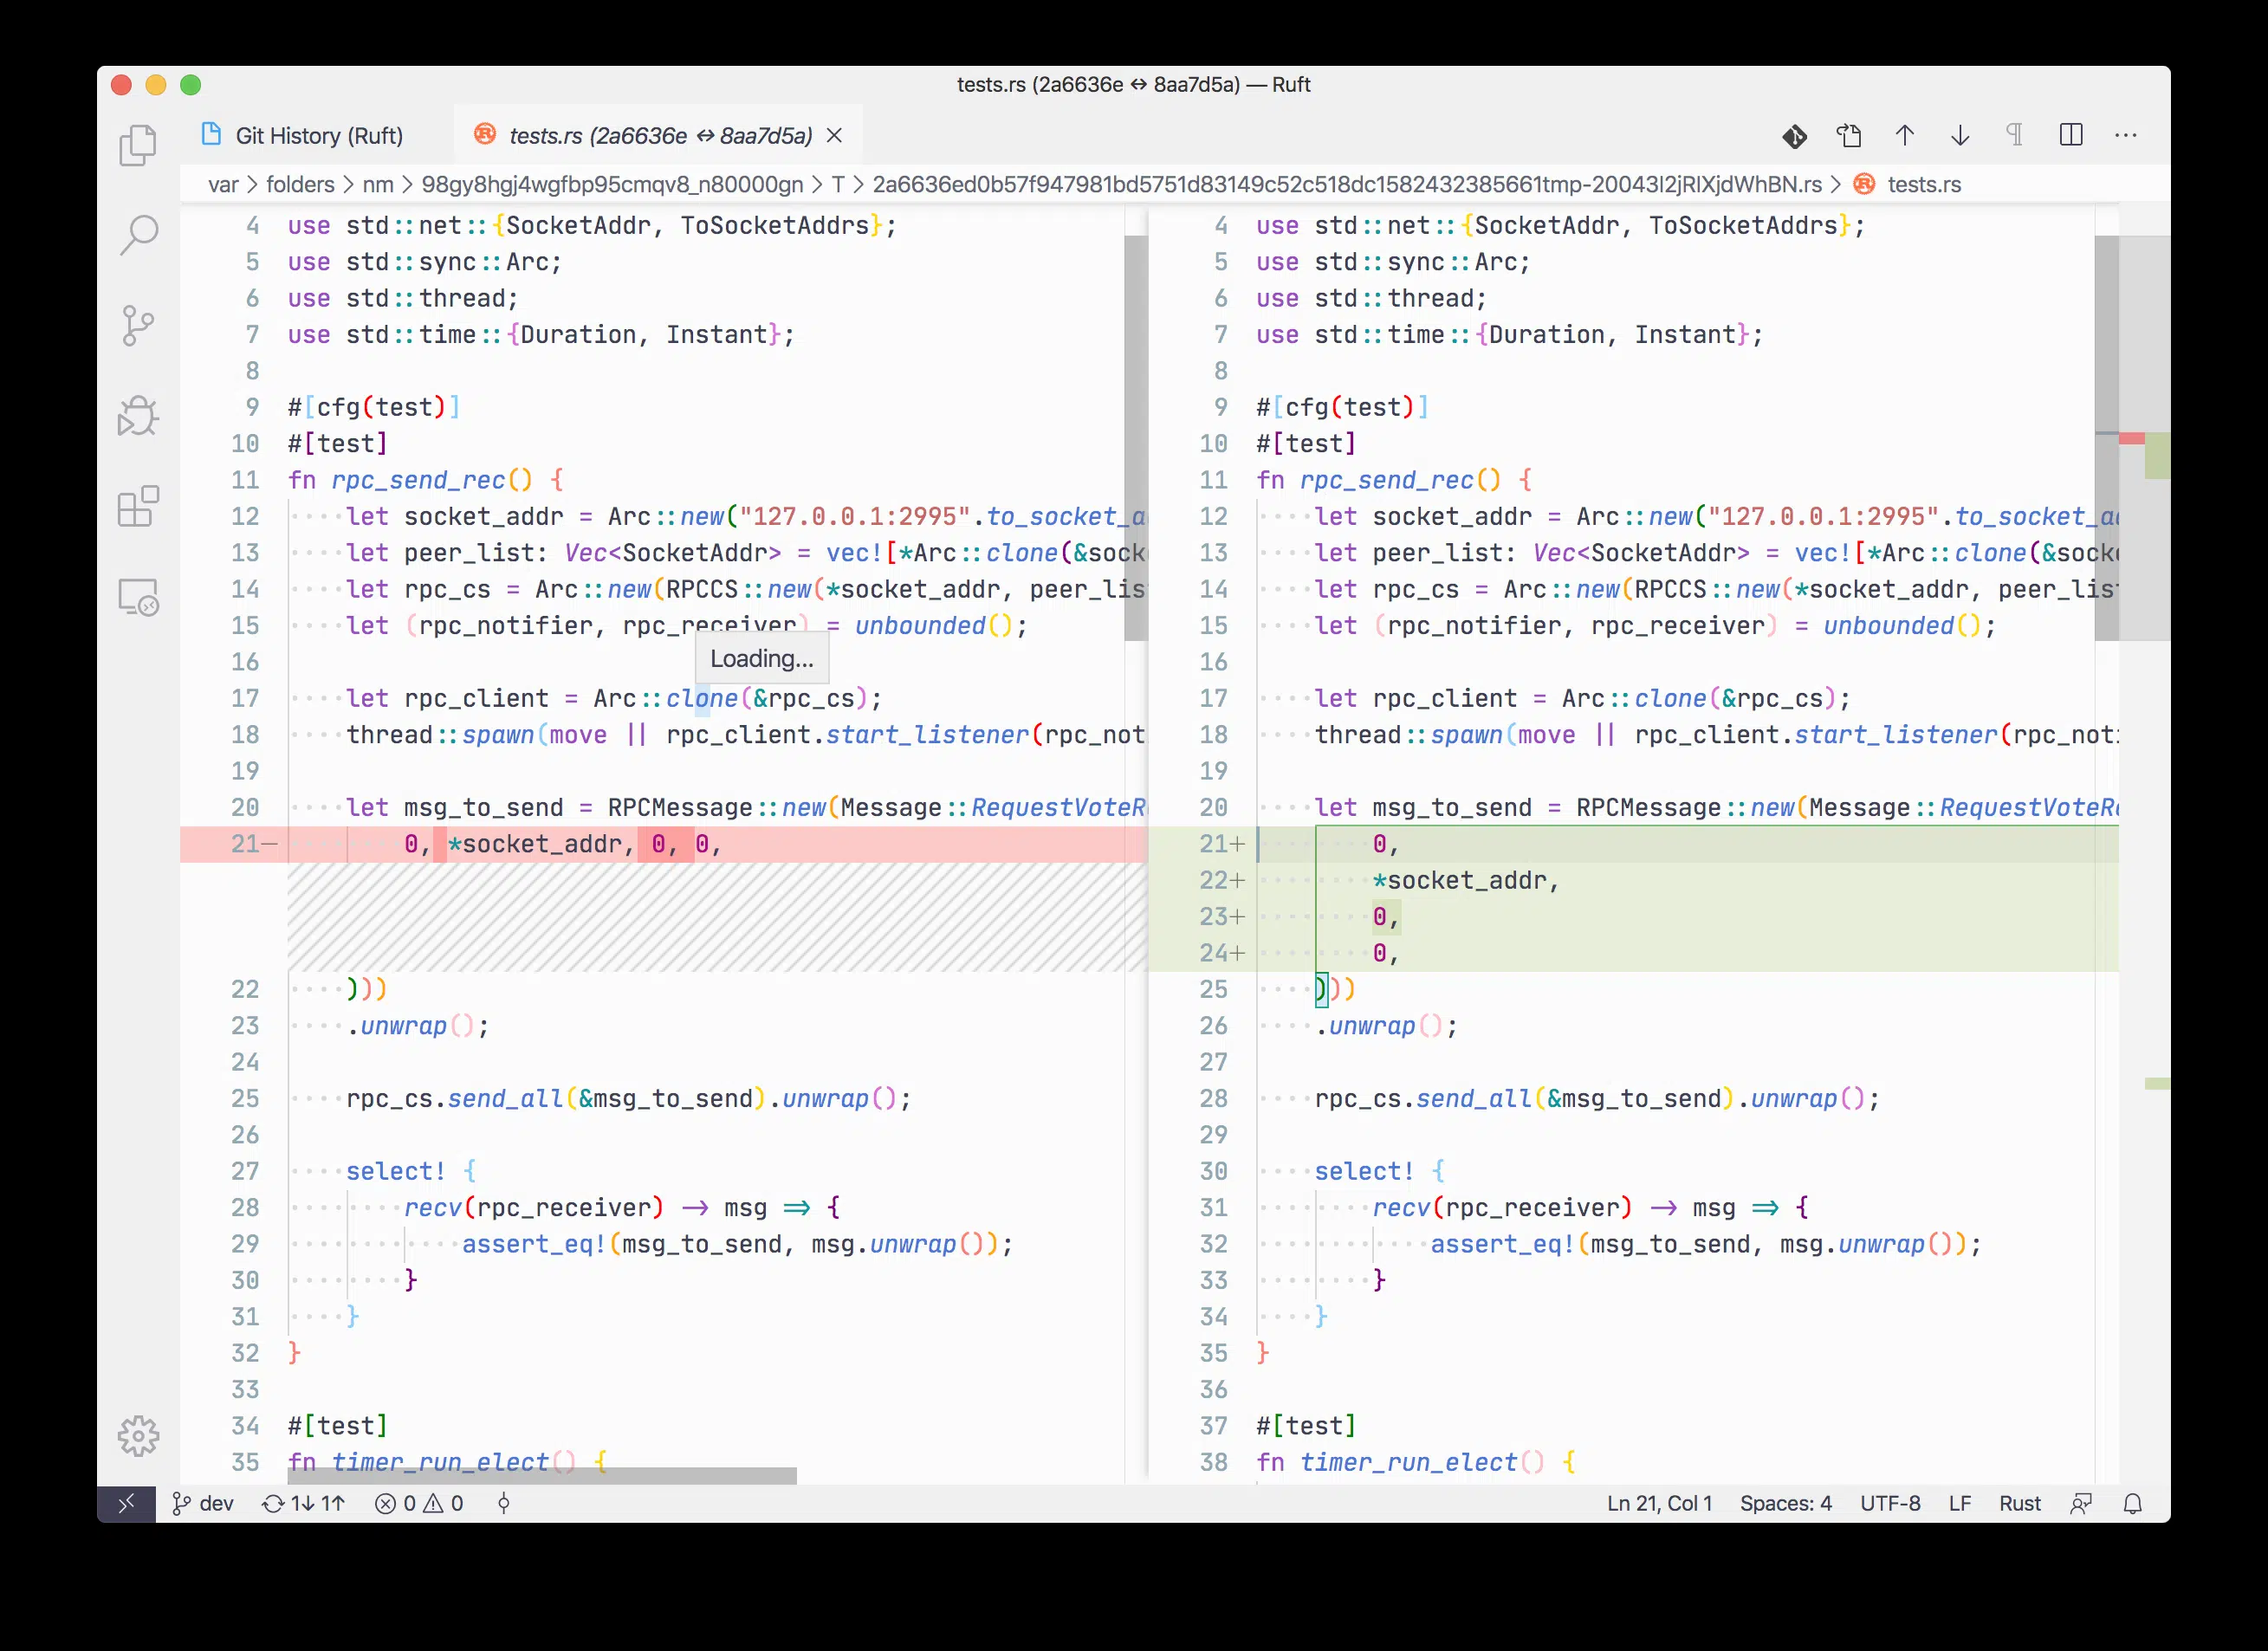 tests.rs (2a6636e ↔ 8aa7d5a) — Ruft
Git History (Ruft)
tests.rs (2a6636e ↔ 8aa7d5a)
var > folders > nm > 98gy8hgj4wgfbp95cmqv8_n80000gn > T > 2a6636ed0b57f947981bd5751d83149c52c518dc1582432385661tmp-20043l2jRlXjdWhBN.rs > tests.rs
4 use std::net::{SocketAddr, ToSocketAddrs};
5 use std::sync::Arc;
6 use std::thread;
7 use std::time::{Duration, Instant};
8
9 #[cfg(test)]
10 #[test]
11 fn rpc_send_rec() {
12 let socket_addr = Arc::new("127.0.0.1:2995".to_socket_a
13 let peer_list: Vec<SocketAddr> = vec![*Arc::clone(&sock
14 let rpc_cs = Arc::new(RPCCS::new(*socket_addr, peer_lis
15 let (rpc_notifier, rpc_receiver) = unbounded();
16
Loading...
17 let rpc_client = Arc::clone(&rpc_cs);
18 thread::spawn(move || rpc_client.start_listener(rpc_not
19
20 let msg_to_send = RPCMessage::new(Message::RequestVoteR
21— 0, *socket_addr, 0, 0,
22 )))
23 .unwrap();
24
25 rpc_cs.send_all(&msg_to_send).unwrap();
26
27 select! {
28 recv(rpc_receiver) -> msg => {
29 assert_eq!(msg_to_send, msg.unwrap());
30 }
31 }
32 }
33
34 #[test]
35 fn timer_run_elect() {
4 use std::net::{SocketAddr, ToSocketAddrs};
5 use std::sync::Arc;
6 use std::thread;
7 use std::time::{Duration, Instant};
8
9 #[cfg(test)]
10 #[test]
11 fn rpc_send_rec() {
12 let socket_addr = Arc::new("127.0.0.1:2995".to_socket_a
13 let peer_list: Vec<SocketAddr> = vec![*Arc::clone(&sock
14 let rpc_cs = Arc::new(RPCCS::new(*socket_addr, peer_lis
15 let (rpc_notifier, rpc_receiver) = unbounded();
16
17 let rpc_client = Arc::clone(&rpc_cs);
18 thread::spawn(move || rpc_client.start_listener(rpc_not
19
20 let msg_to_send = RPCMessage::new(Message::RequestVoteR
21+ 0,
22+ *socket_addr,
23+ 0,
24+ 0,
25 )))
26 .unwrap();
27
28 rpc_cs.send_all(&msg_to_send).unwrap();
29
30 select! {
31 recv(rpc_receiver) -> msg => {
32 assert_eq!(msg_to_send, msg.unwrap());
33 }
34 }
35 }
36
37 #[test]
38 fn timer_run_elect() {
dev 1↓ 1↑ 0 0 Ln 21, Col 1 Spaces: 4 UTF-8 LF Rust